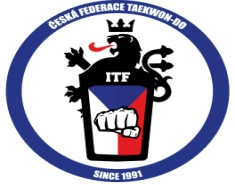 ČESKÁ FEDERACE TAEKWON-DO
ITF
SINCE 1991